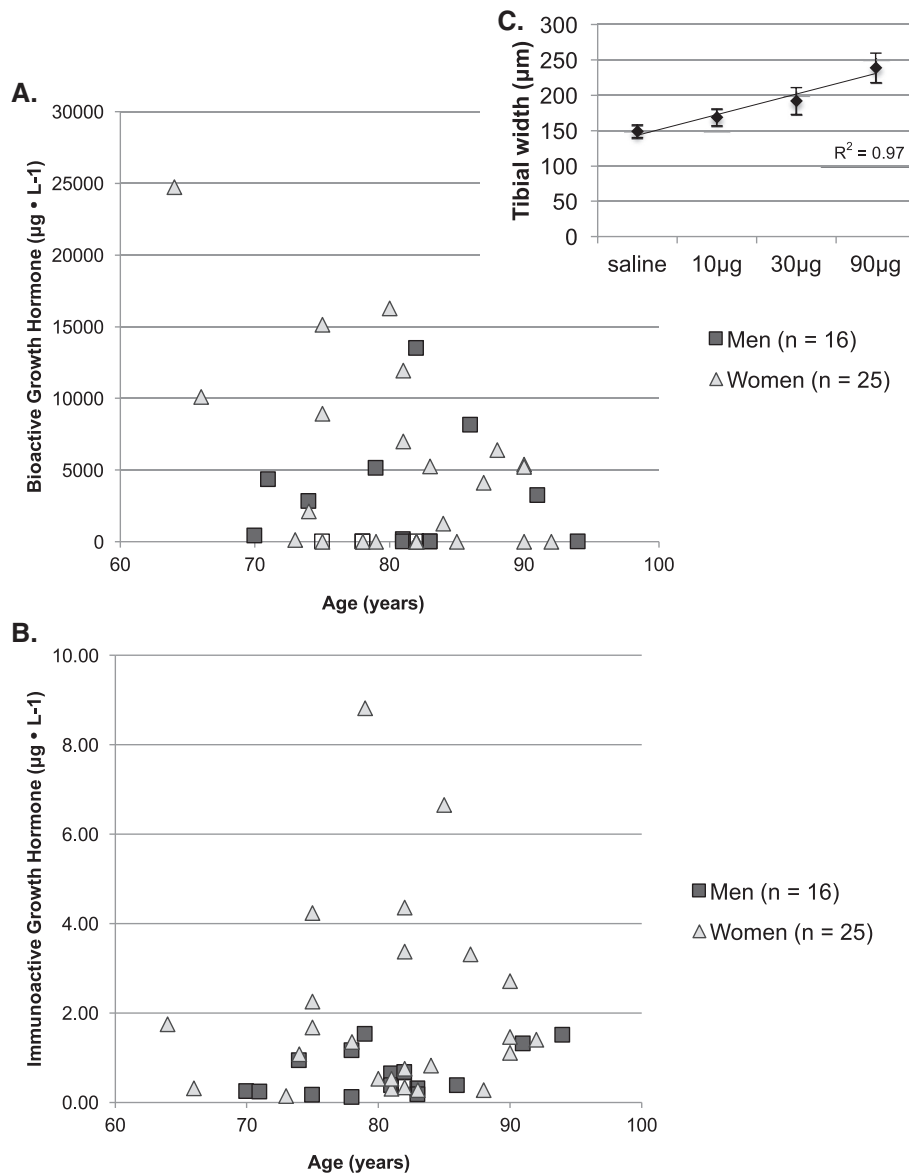 A.
Bioactive Growth Hormone (µg • L-1)
30000
25000
20000
15000
10000
5000
0
60 70 80 90 100
Age (years)
C.
Tibial width (µm)
300
250
200
150
100
50
0
R² = 0.97
saline 10µg 30µg 90µg
Men (n = 16)
Women (n = 25)
B.
Immunoactive Growth Hormone (µg • L-1)
10.00
8.00
6.00
4.00
2.00
0.00
60 70 80 90 100
Age (years)
Men (n = 16)
Women (n = 25)